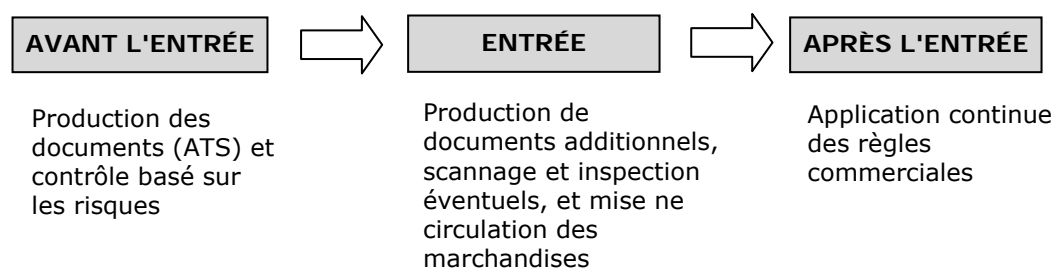 AVANT L'ENTRÉE
Production des
documents (ATS) et
contrôle basé sur
les risques
ENTRÉE
Production de
documents additionnels,
scannage et inspection
éventuels, et mise ne
circulation des
marchandises
APRÈS L'ENTRÉE
Application continue
des règles
commerciales